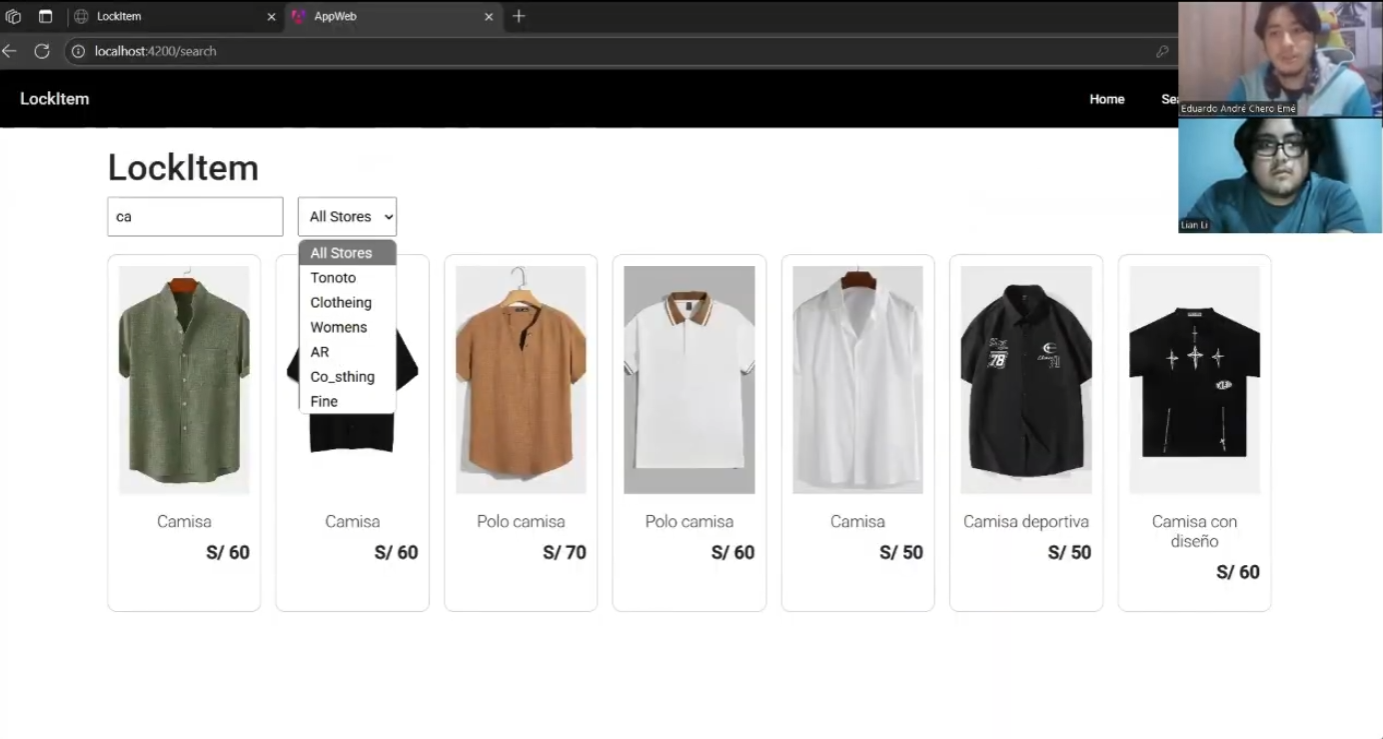 LockItem
AppWeb
localhost:4200/search
LockItem
Home
Sea
Eduardo André Chero Emé
Lian Li
LockItem
ca
All Stores
All Stores
Tonoto
Clotheing
Womens
AR
Co_sthing
Fine
78
Camisa
S/ 60
Camisa
S/ 60
Polo camisa
S/ 70
Polo camisa
S/ 60
Camisa
S/ 50
Camisa deportiva
S/ 50
Camisa con
diseño
S/ 60